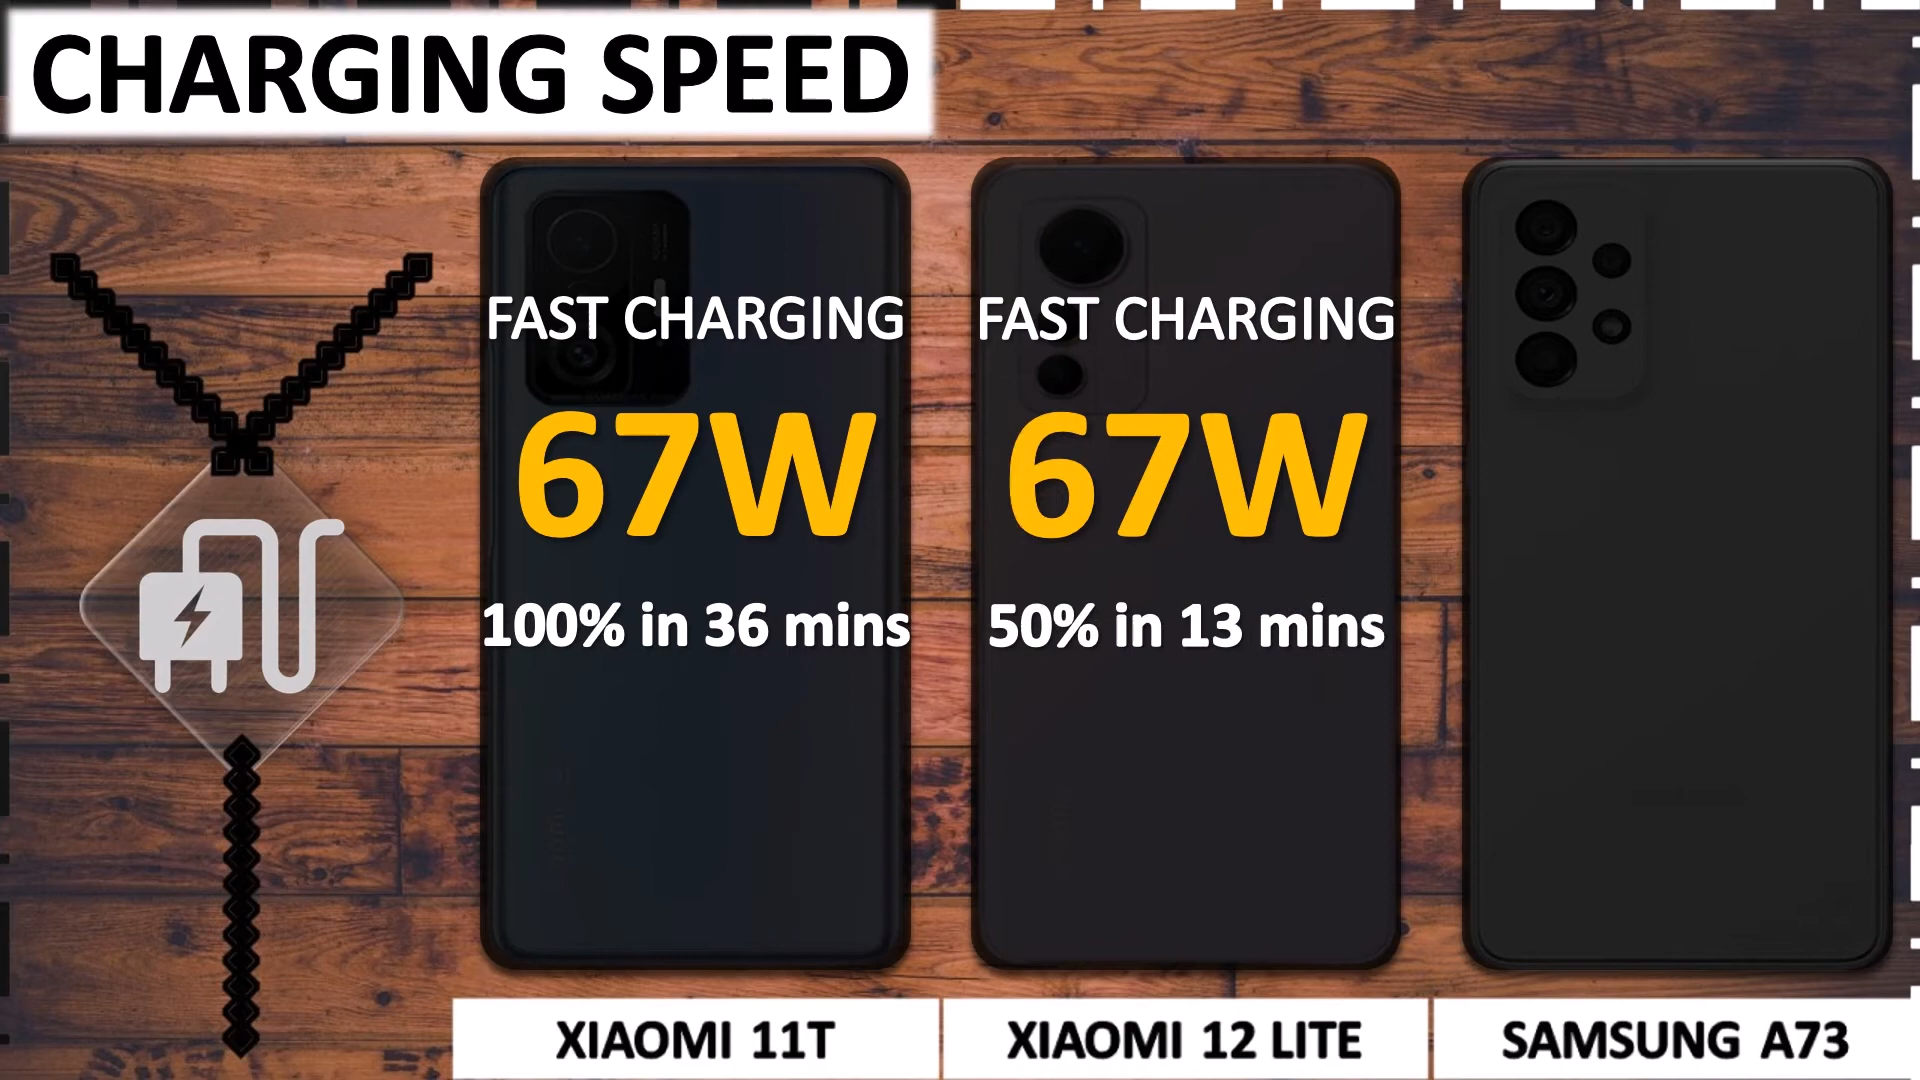 CHARGING SPEED
FAST CHARGING
67W
100% in 36 mins
FAST CHARGING
67W
50% in 13 mins
XIAOMI 11T
XIAOMI 12 LITE
SAMSUNG A73